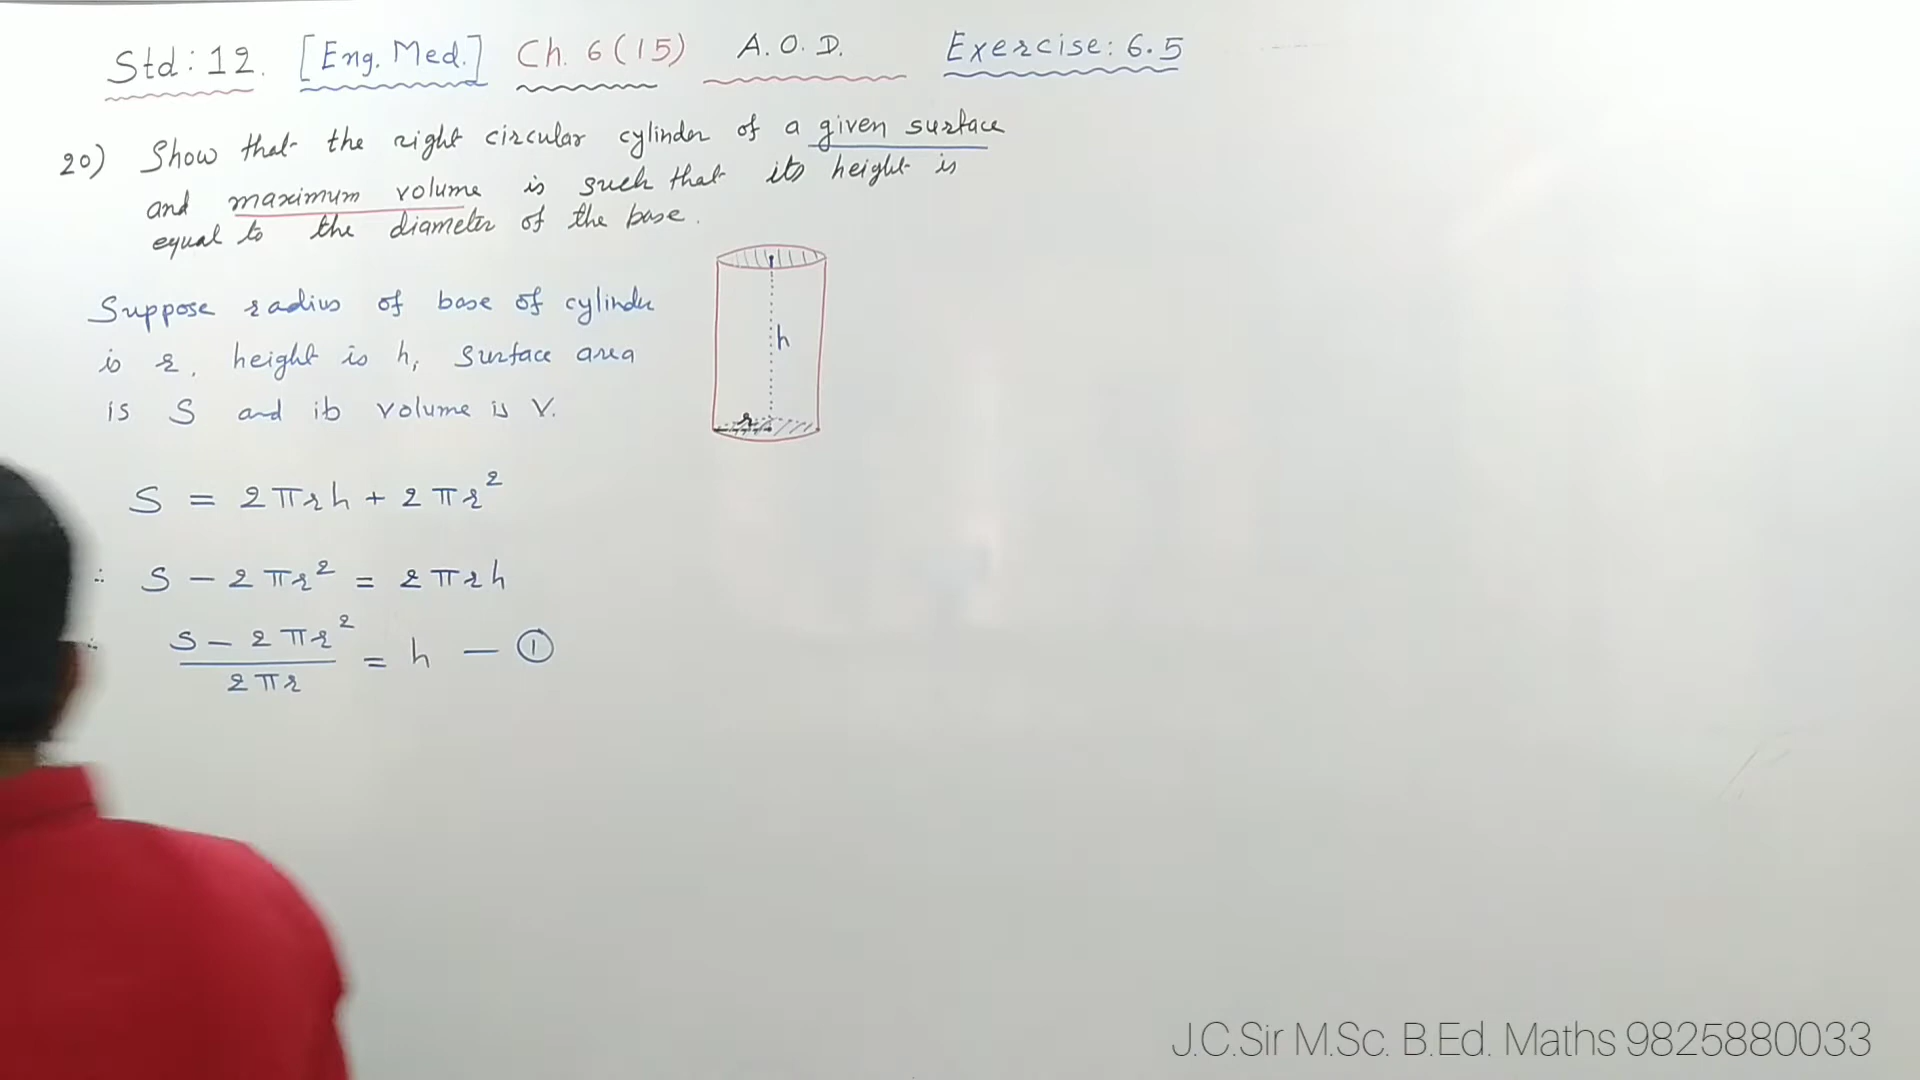 Std: 12. [Eng. Med.] Ch. 6 (15) A.O.D. Exercise: 6.5
20) Show that the right circular cylinder of a given surface
and maximum volume is such that its height is
equal to the diameter of the base.
Suppose radius of base of cylinder
is r, height is h, surface area
is S and its volume is V.
h
r
S = 2πrh + 2πr²
∴ S − 2πr² = 2πrh
∴ (S − 2πr²) / 2πr = h — ①
J.C.Sir M.Sc. B.Ed. Maths 9825880033